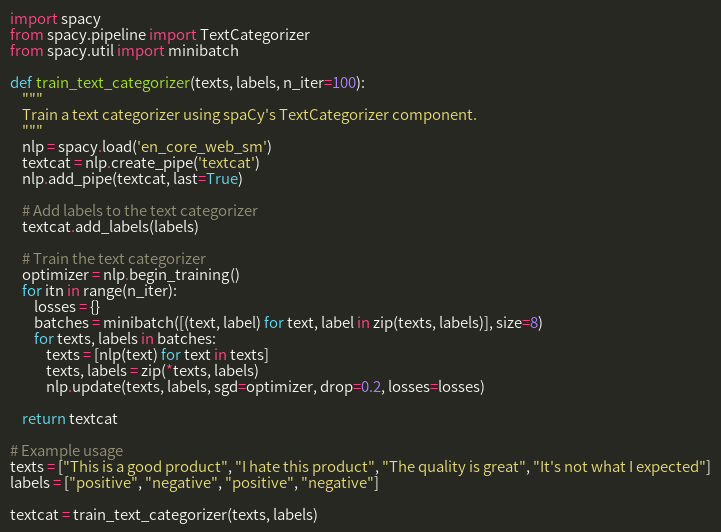 import spacy
from spacy.pipeline import TextCategorizer
from spacy.util import minibatch

def train_text_categorizer(texts, labels, n_iter=100):
    """
    Train a text categorizer using spaCy's TextCategorizer component.
    """
    nlp = spacy.load('en_core_web_sm')
    textcat = nlp.create_pipe('textcat')
    nlp.add_pipe(textcat, last=True)

    # Add labels to the text categorizer
    textcat.add_labels(labels)

    # Train the text categorizer
    optimizer = nlp.begin_training()
    for itn in range(n_iter):
        losses = {}
        batches = minibatch([(text, label) for text, label in zip(texts, labels)], size=8)
        for texts, labels in batches:
            texts = [nlp(text) for text in texts]
            texts, labels = zip(*texts, labels)
            nlp.update(texts, labels, sgd=optimizer, drop=0.2, losses=losses)

    return textcat

# Example usage
texts = ["This is a good product", "I hate this product", "The quality is great", "It's not what I expected"]
labels = ["positive", "negative", "positive", "negative"]

textcat = train_text_categorizer(texts, labels)